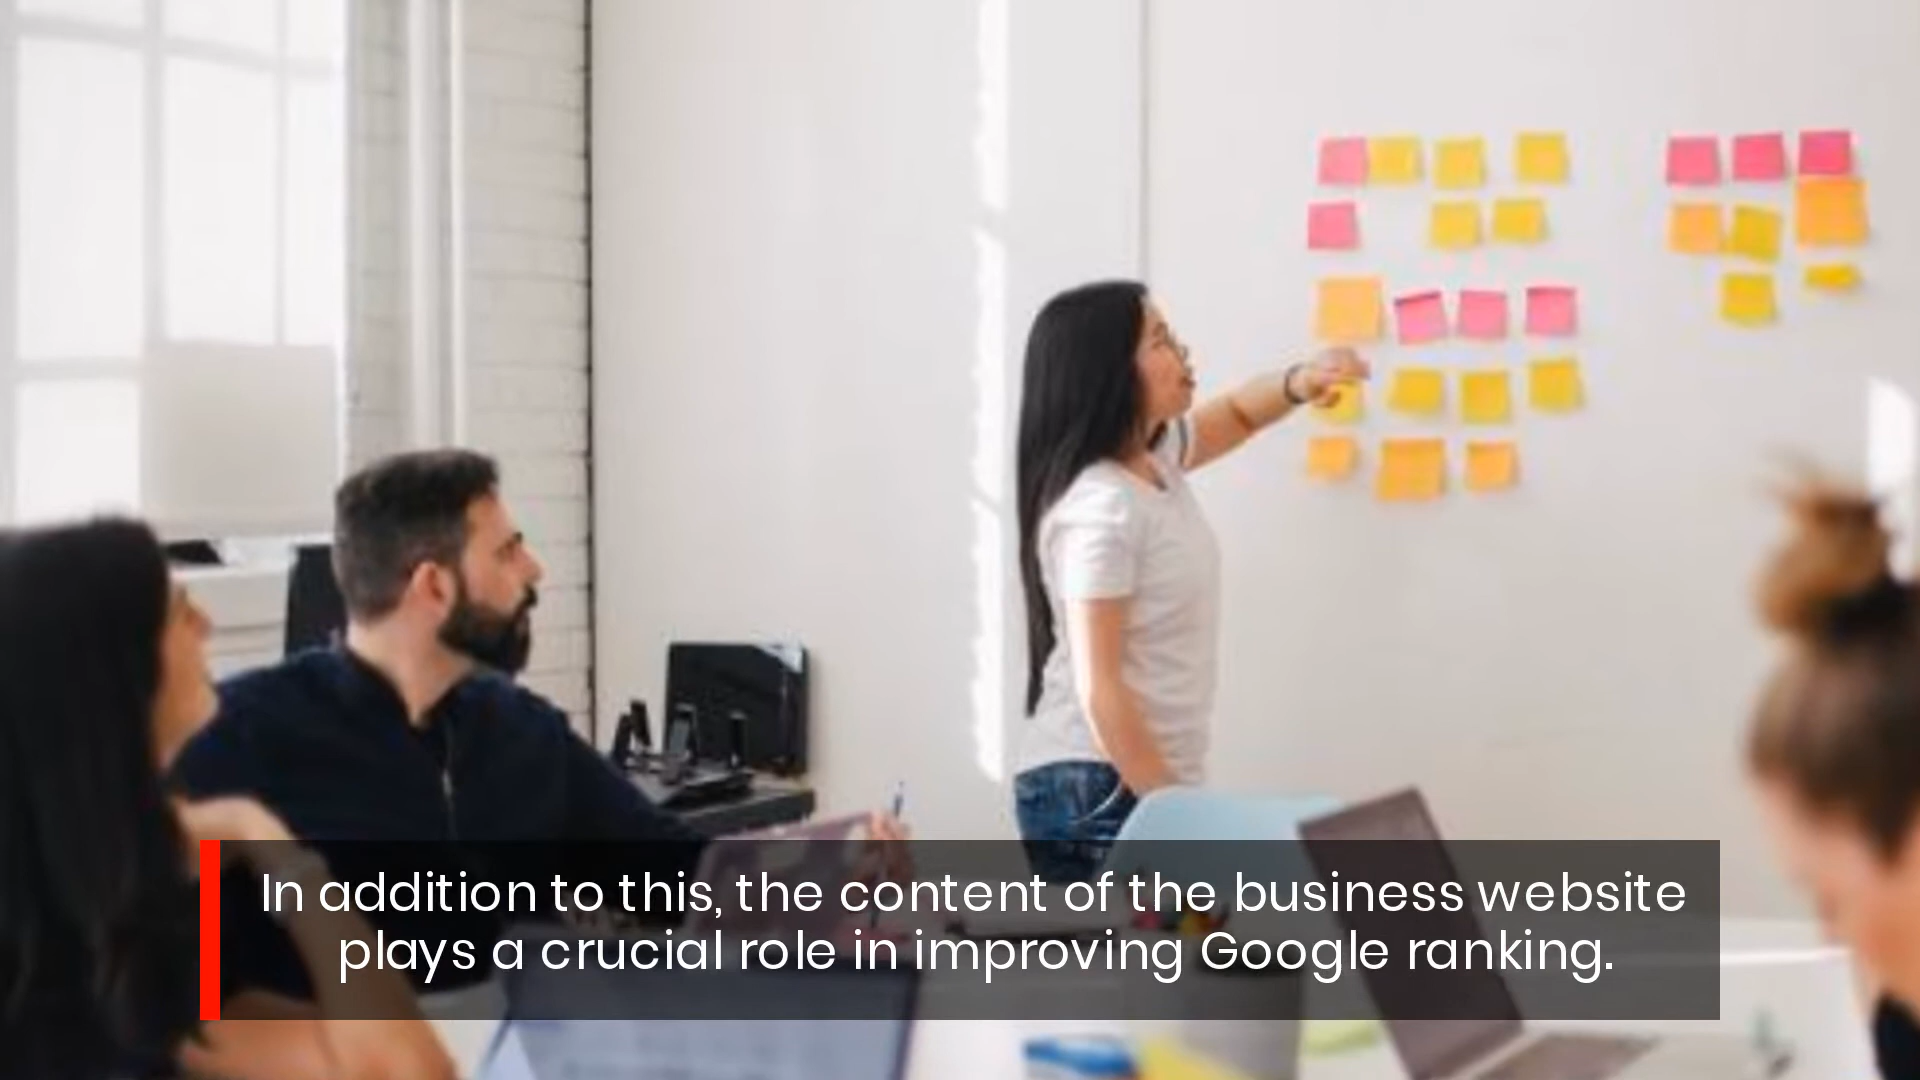 In addition to this, the content of the business website
plays a crucial role in improving Google ranking.